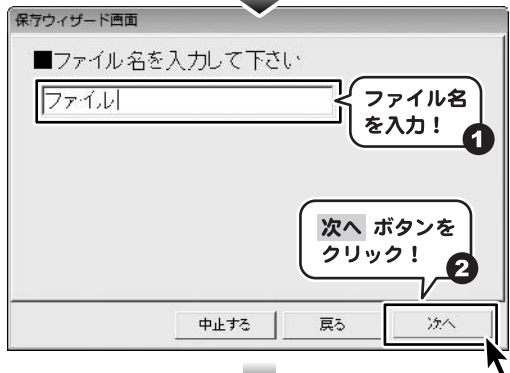 保存ウィザード画面
■ファイル名を入力して下さい
ファイル
ファイル名
を入力！
1
次へ ボタンを
クリック！
2
中止する 戻る 次へ